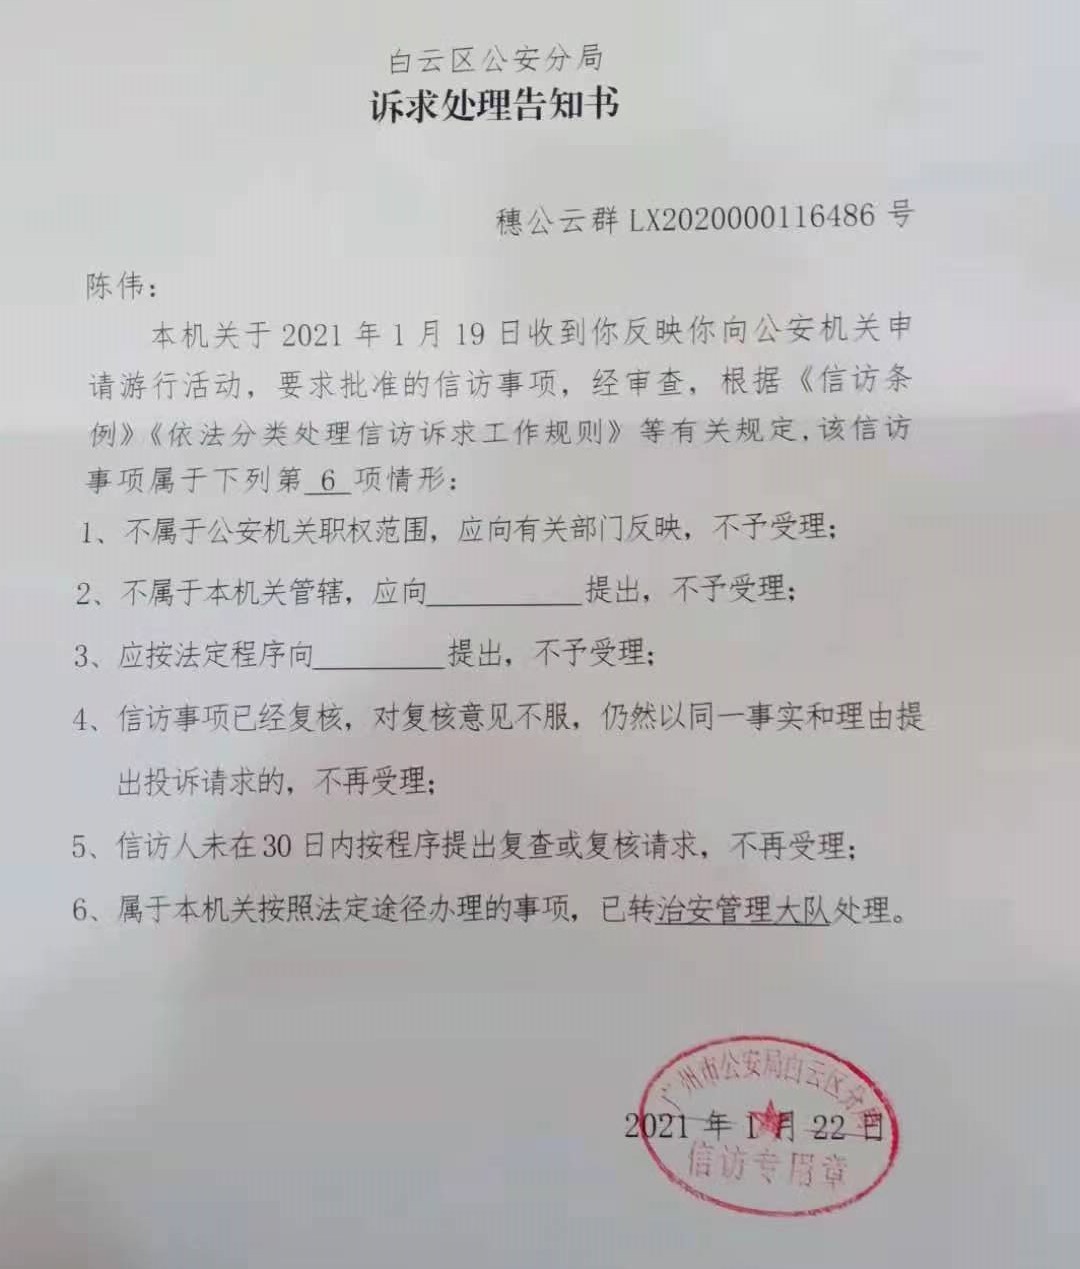 白云区公安分局
诉求处理告知书
穗公云群 LX2020000116486 号
陈伟：
本机关于 2021 年 1 月 19 日收到你反映你向公安机关申
请游行活动，要求批准的信访事项，经审查，根据《信访条
例》《依法分类处理信访诉求工作规则》等有关规定,该信访
事项属于下列第 6 项情形：
1、不属于公安机关职权范围，应向有关部门反映，不予受理；
2、不属于本机关管辖，应向__________提出，不予受理；
3、应按法定程序向________提出，不予受理；
4、信访事项已经复核，对复核意见不服，仍然以同一事实和理由提
出投诉请求的，不再受理；
5、信访人未在 30 日内按程序提出复查或复核请求，不再受理；
6、属于本机关按照法定途径办理的事项，已转治安管理大队处理。
广州市公安局白云区分局
2021 年 1 月 22 日
信访专用章